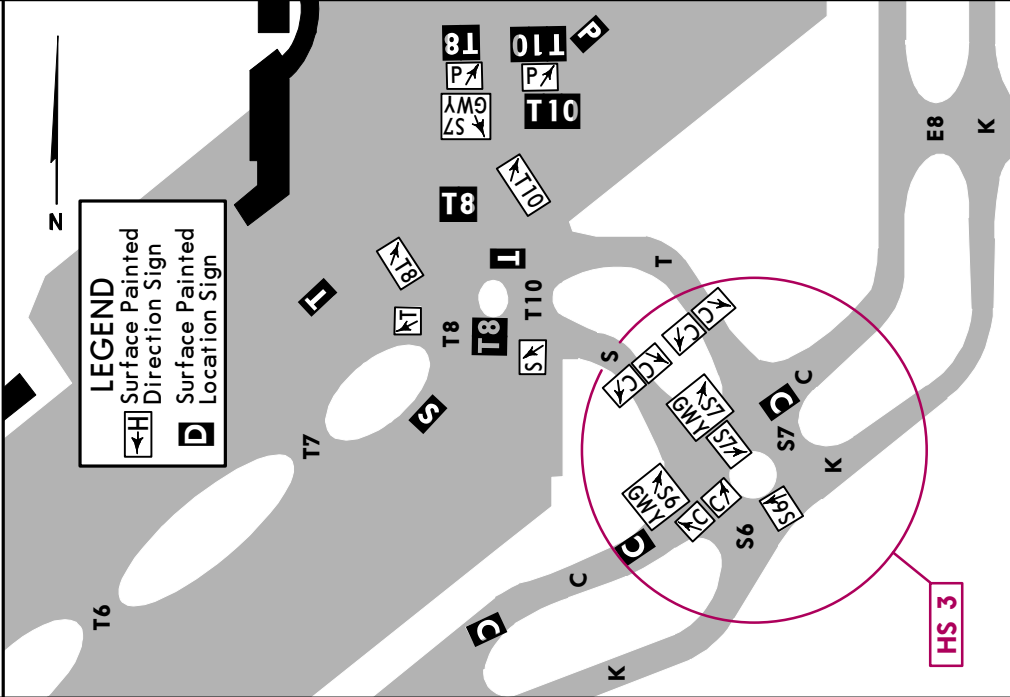 T8
T10
P
P
P
S7
GWY
T10
E8
K
T10
T8
N
LEGEND
H
Surface Painted
Direction Sign
D
Surface Painted
Location Sign
T8
T
T
T
T
T10
T8
T8
S
S
C
C
C
C
S
T7
S7
GWY
S7
C
C
S7
K
S6
GWY
C
C
S6
S6
C
C
C
T6
K
HS 3